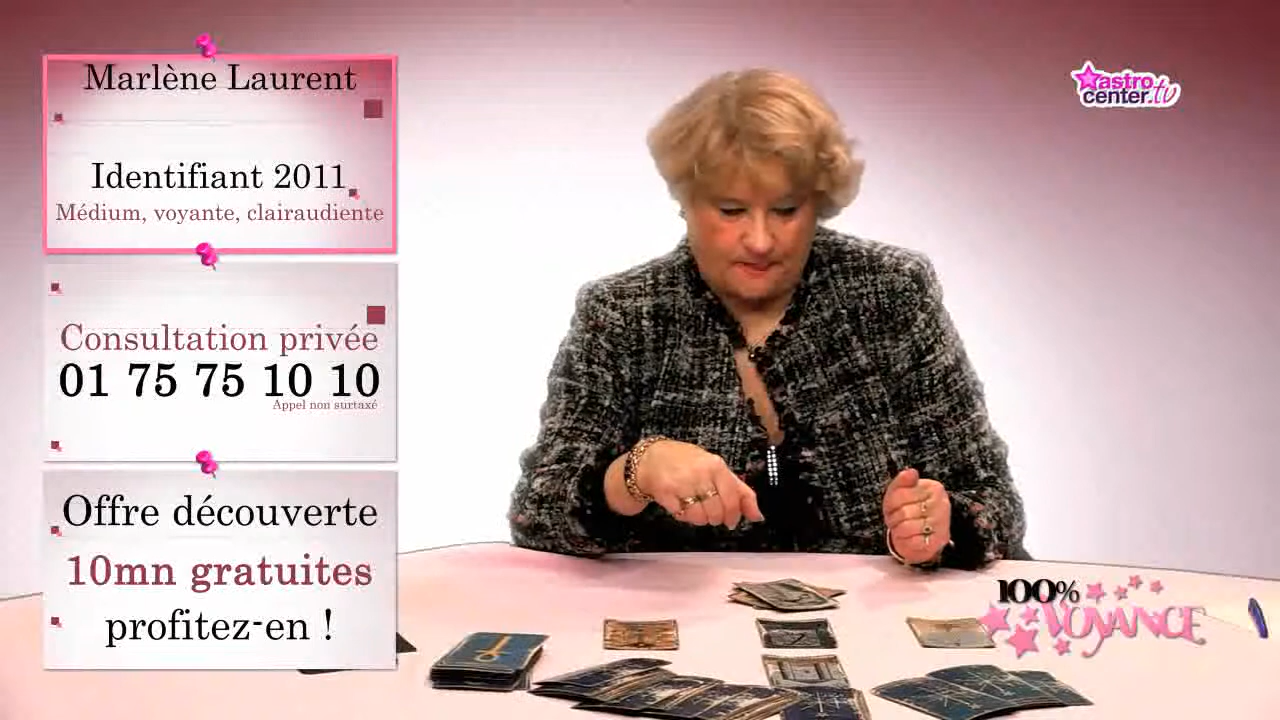 Marlène Laurent
Identifiant 2011
Médium, voyante, clairaudiente
Consultation privée
01 75 75 10 10
Appel non surtaxé
Offre découverte
10mn gratuites
profitez-en !
astro
center.tv
100%
VOYANCE